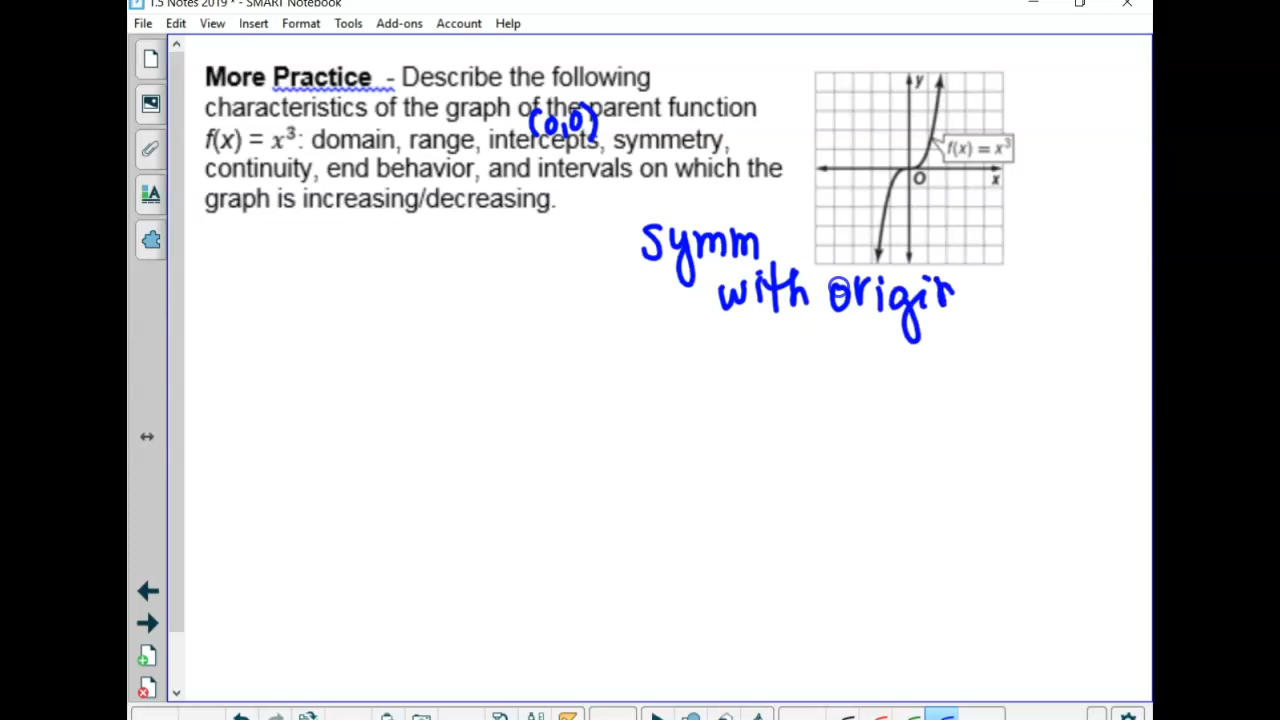 1.5 Notes 2019 * - SMART Notebook
File Edit View Insert Format Tools Add-ons Account Help
More Practice - Describe the following
characteristics of the graph of the parent function
(0,0)
f(x) = x³: domain, range, intercepts, symmetry,
continuity, end behavior, and intervals on which the
graph is increasing/decreasing.
y
f(x) = x³
O
x
symm
with origin